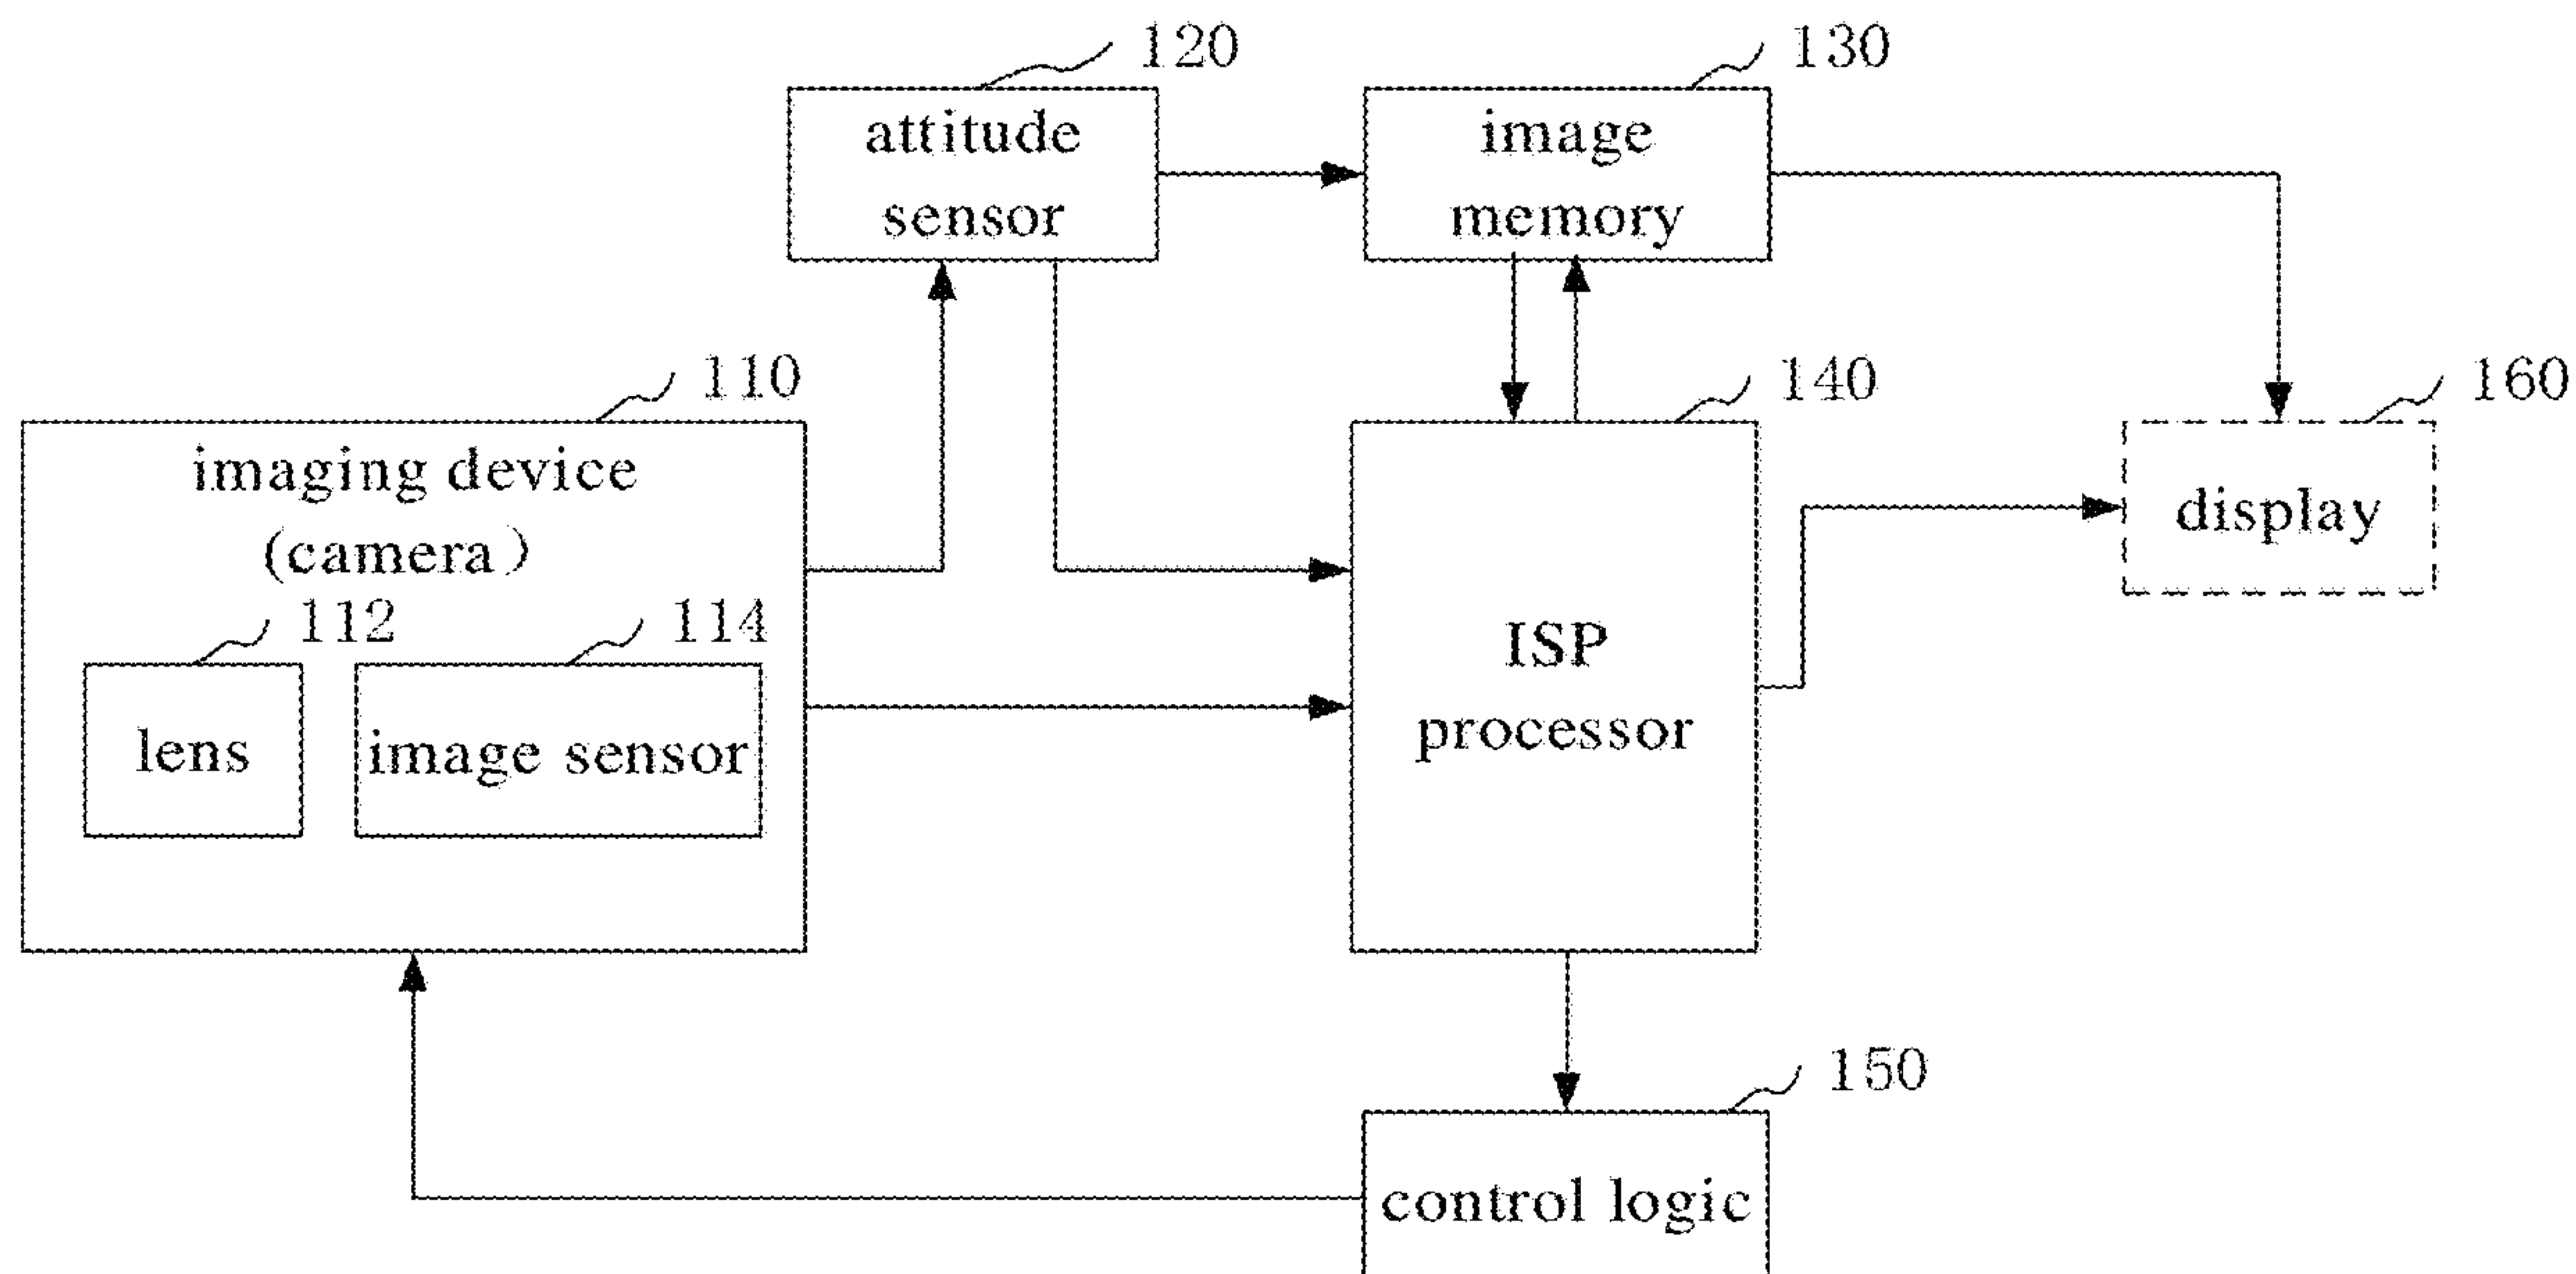 120
130
attitude
sensor
image
memory
110
140
160
imaging device
(camera）
112
114
lens
image sensor
ISP
processor
display
150
control logic